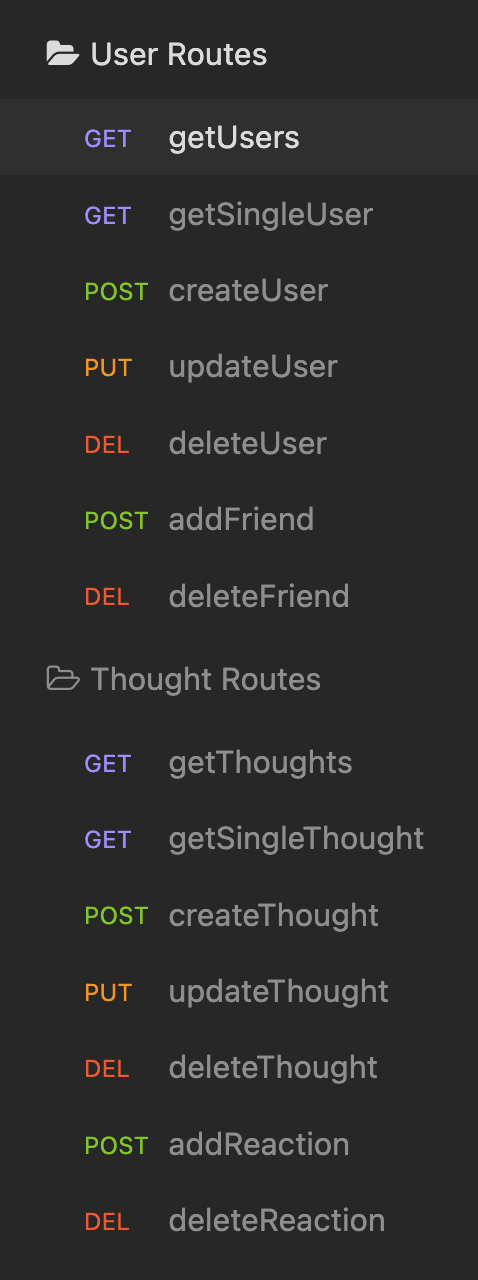 User Routes
GET getUsers
GET getSingleUser
POST createUser
PUT updateUser
DEL deleteUser
POST addFriend
DEL deleteFriend
Thought Routes
GET getThoughts
GET getSingleThought
POST createThought
PUT updateThought
DEL deleteThought
POST addReaction
DEL deleteReaction